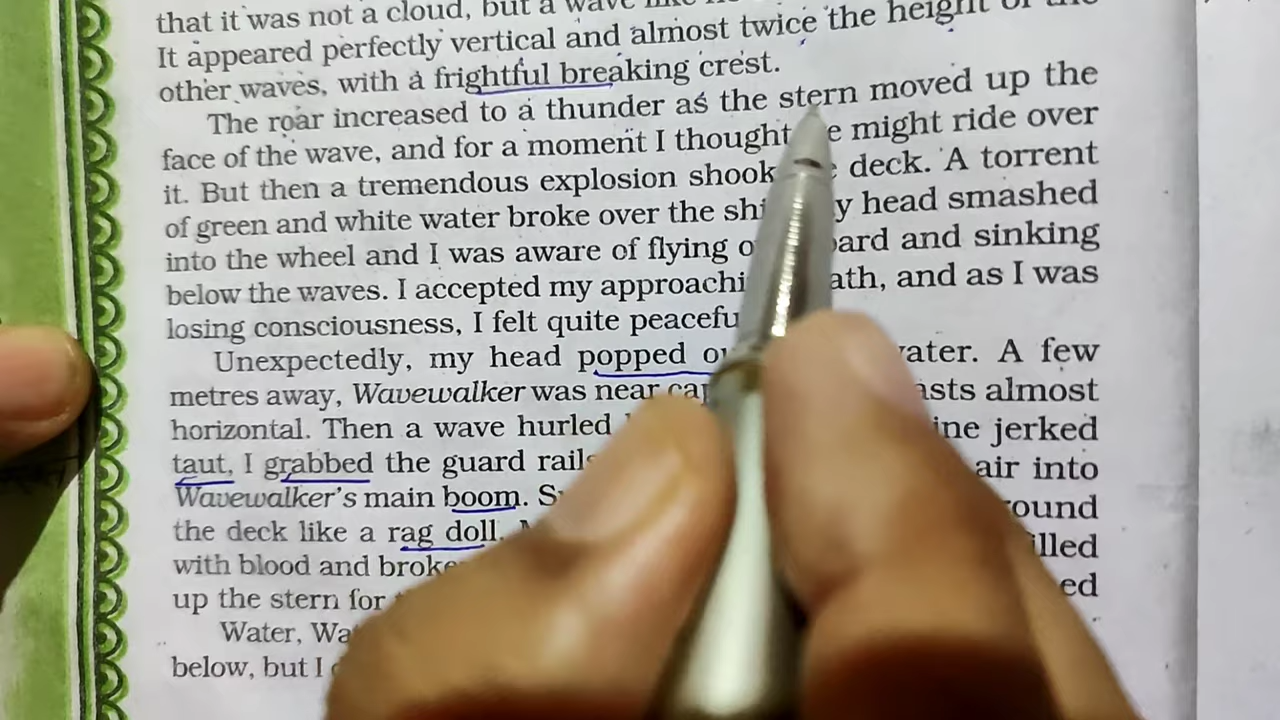 that it was not a cloud, but a wave like
It appeared perfectly vertical and almost twice the height of the
other waves, with a frightful breaking crest.
The roar increased to a thunder as the stern moved up the
face of the wave, and for a moment I thought e might ride over
it. But then a tremendous explosion shook deck. A torrent
of green and white water broke over the shi y head smashed
into the wheel and I was aware of flying o ard and sinking
below the waves. I accepted my approachi ath, and as I was
losing consciousness, I felt quite peacefu
Unexpectedly, my head popped ou water. A few
metres away, Wavewalker was near cap asts almost
horizontal. Then a wave hurled ine jerked
taut, I grabbed the guard rails air into
Wavewalker's main boom. S ound
the deck like a rag doll. lled
with blood and broke ed
up the stern for
Water, Wa
below, but I